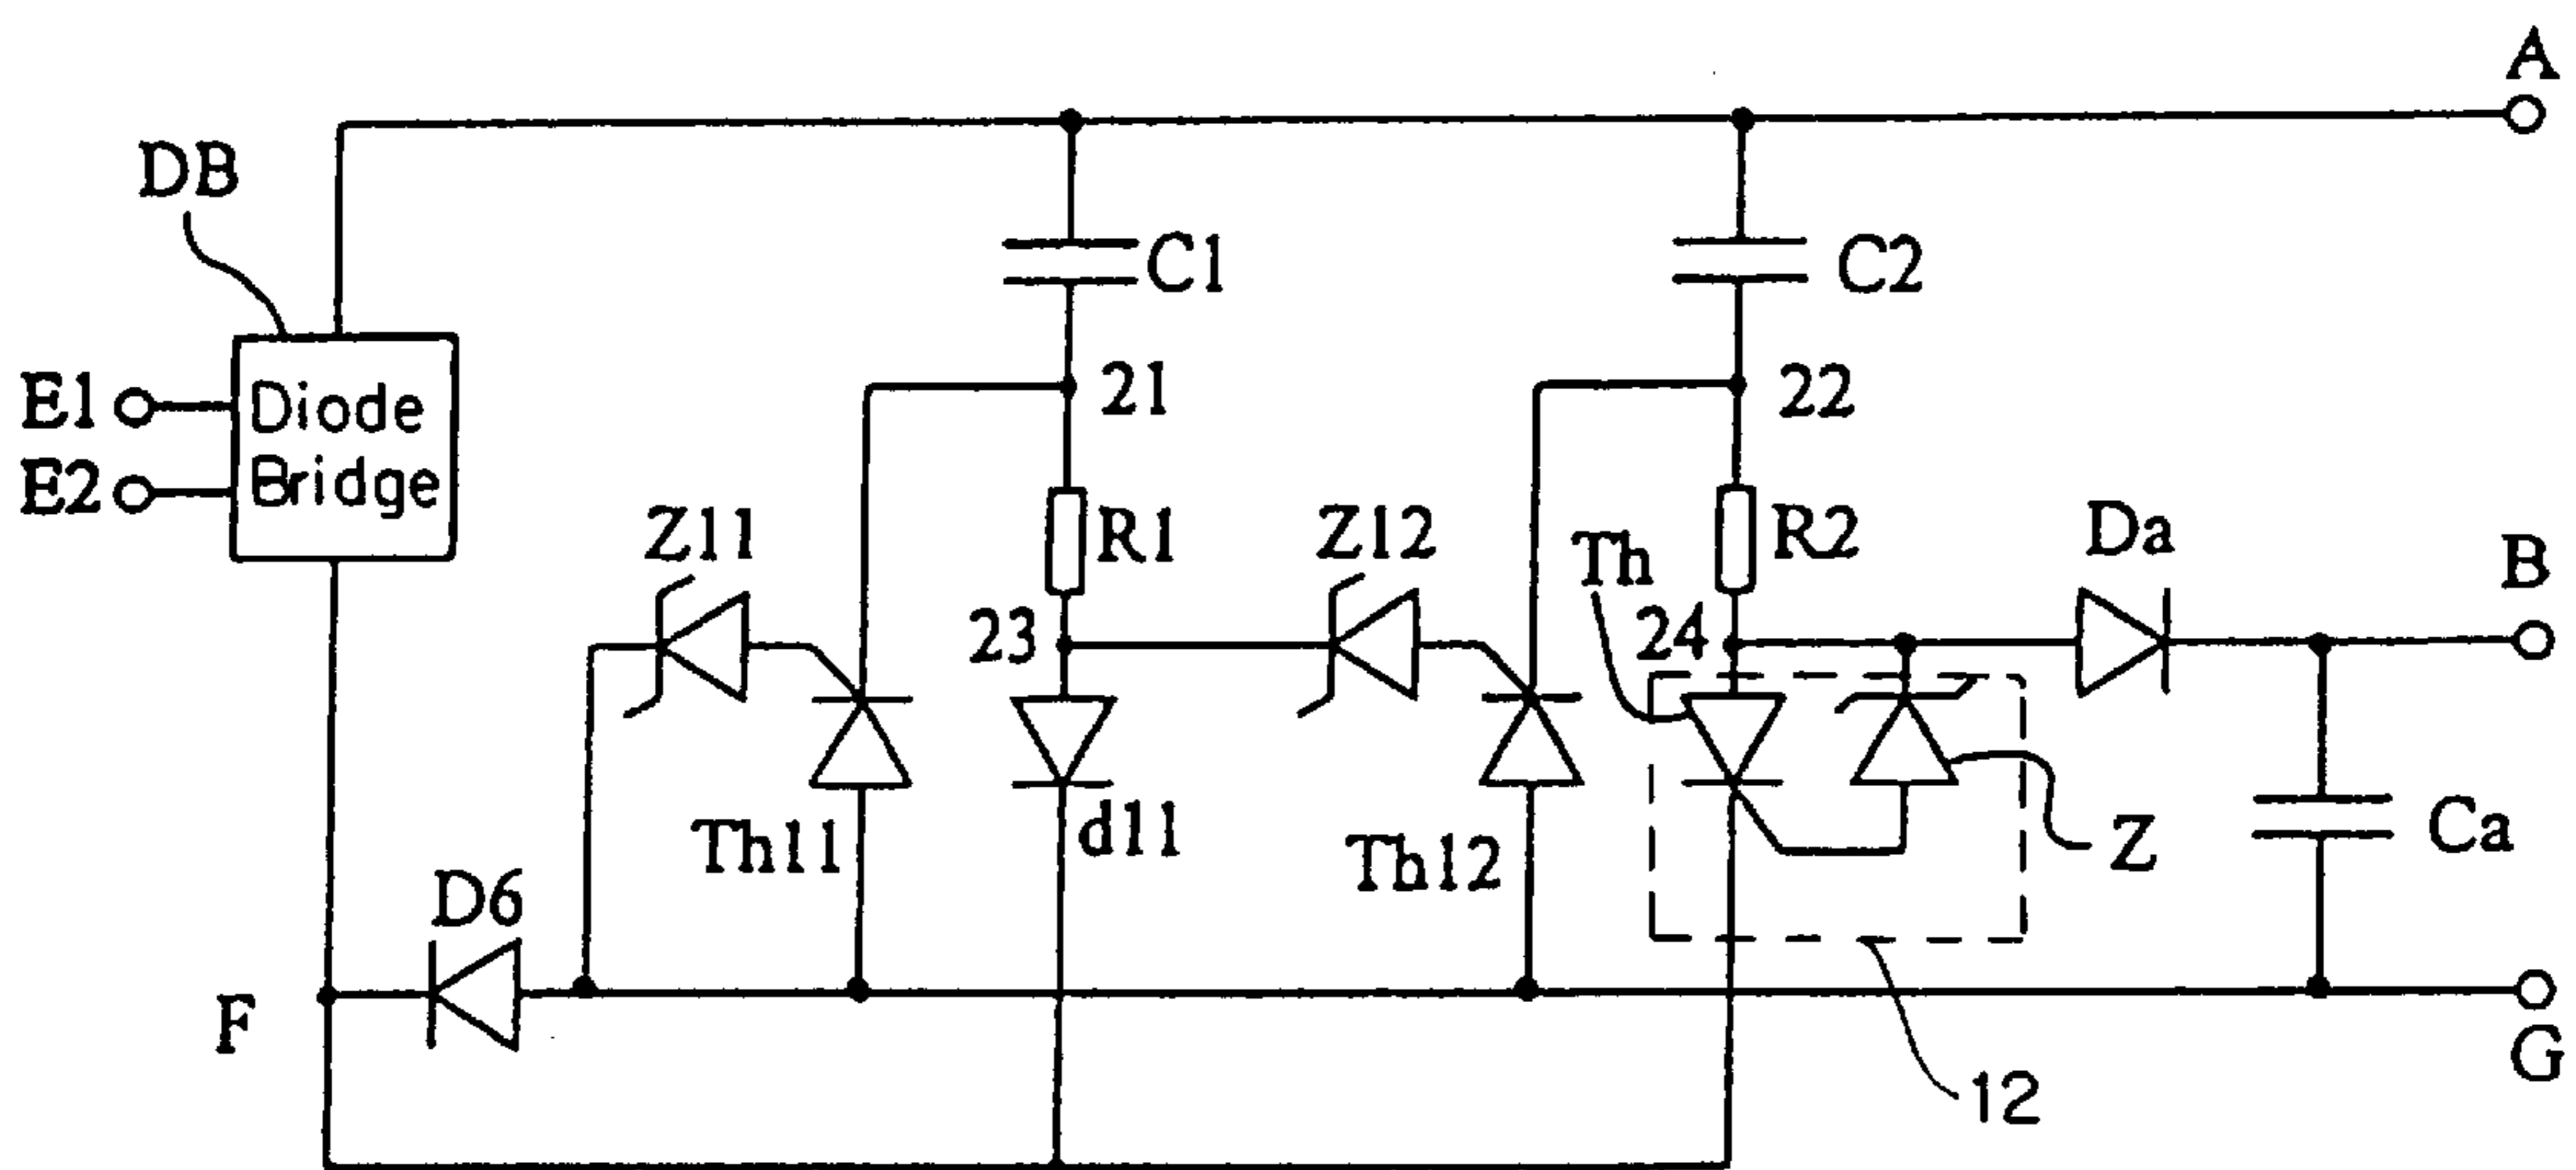 A
DB
C1
C2
E1
Diode
21
22
E2
Bridge
Z11
R1
Z12
Th
R2
Da
B
23
24
Th11
d11
Th12
Z
Ca
D6
F
G
12